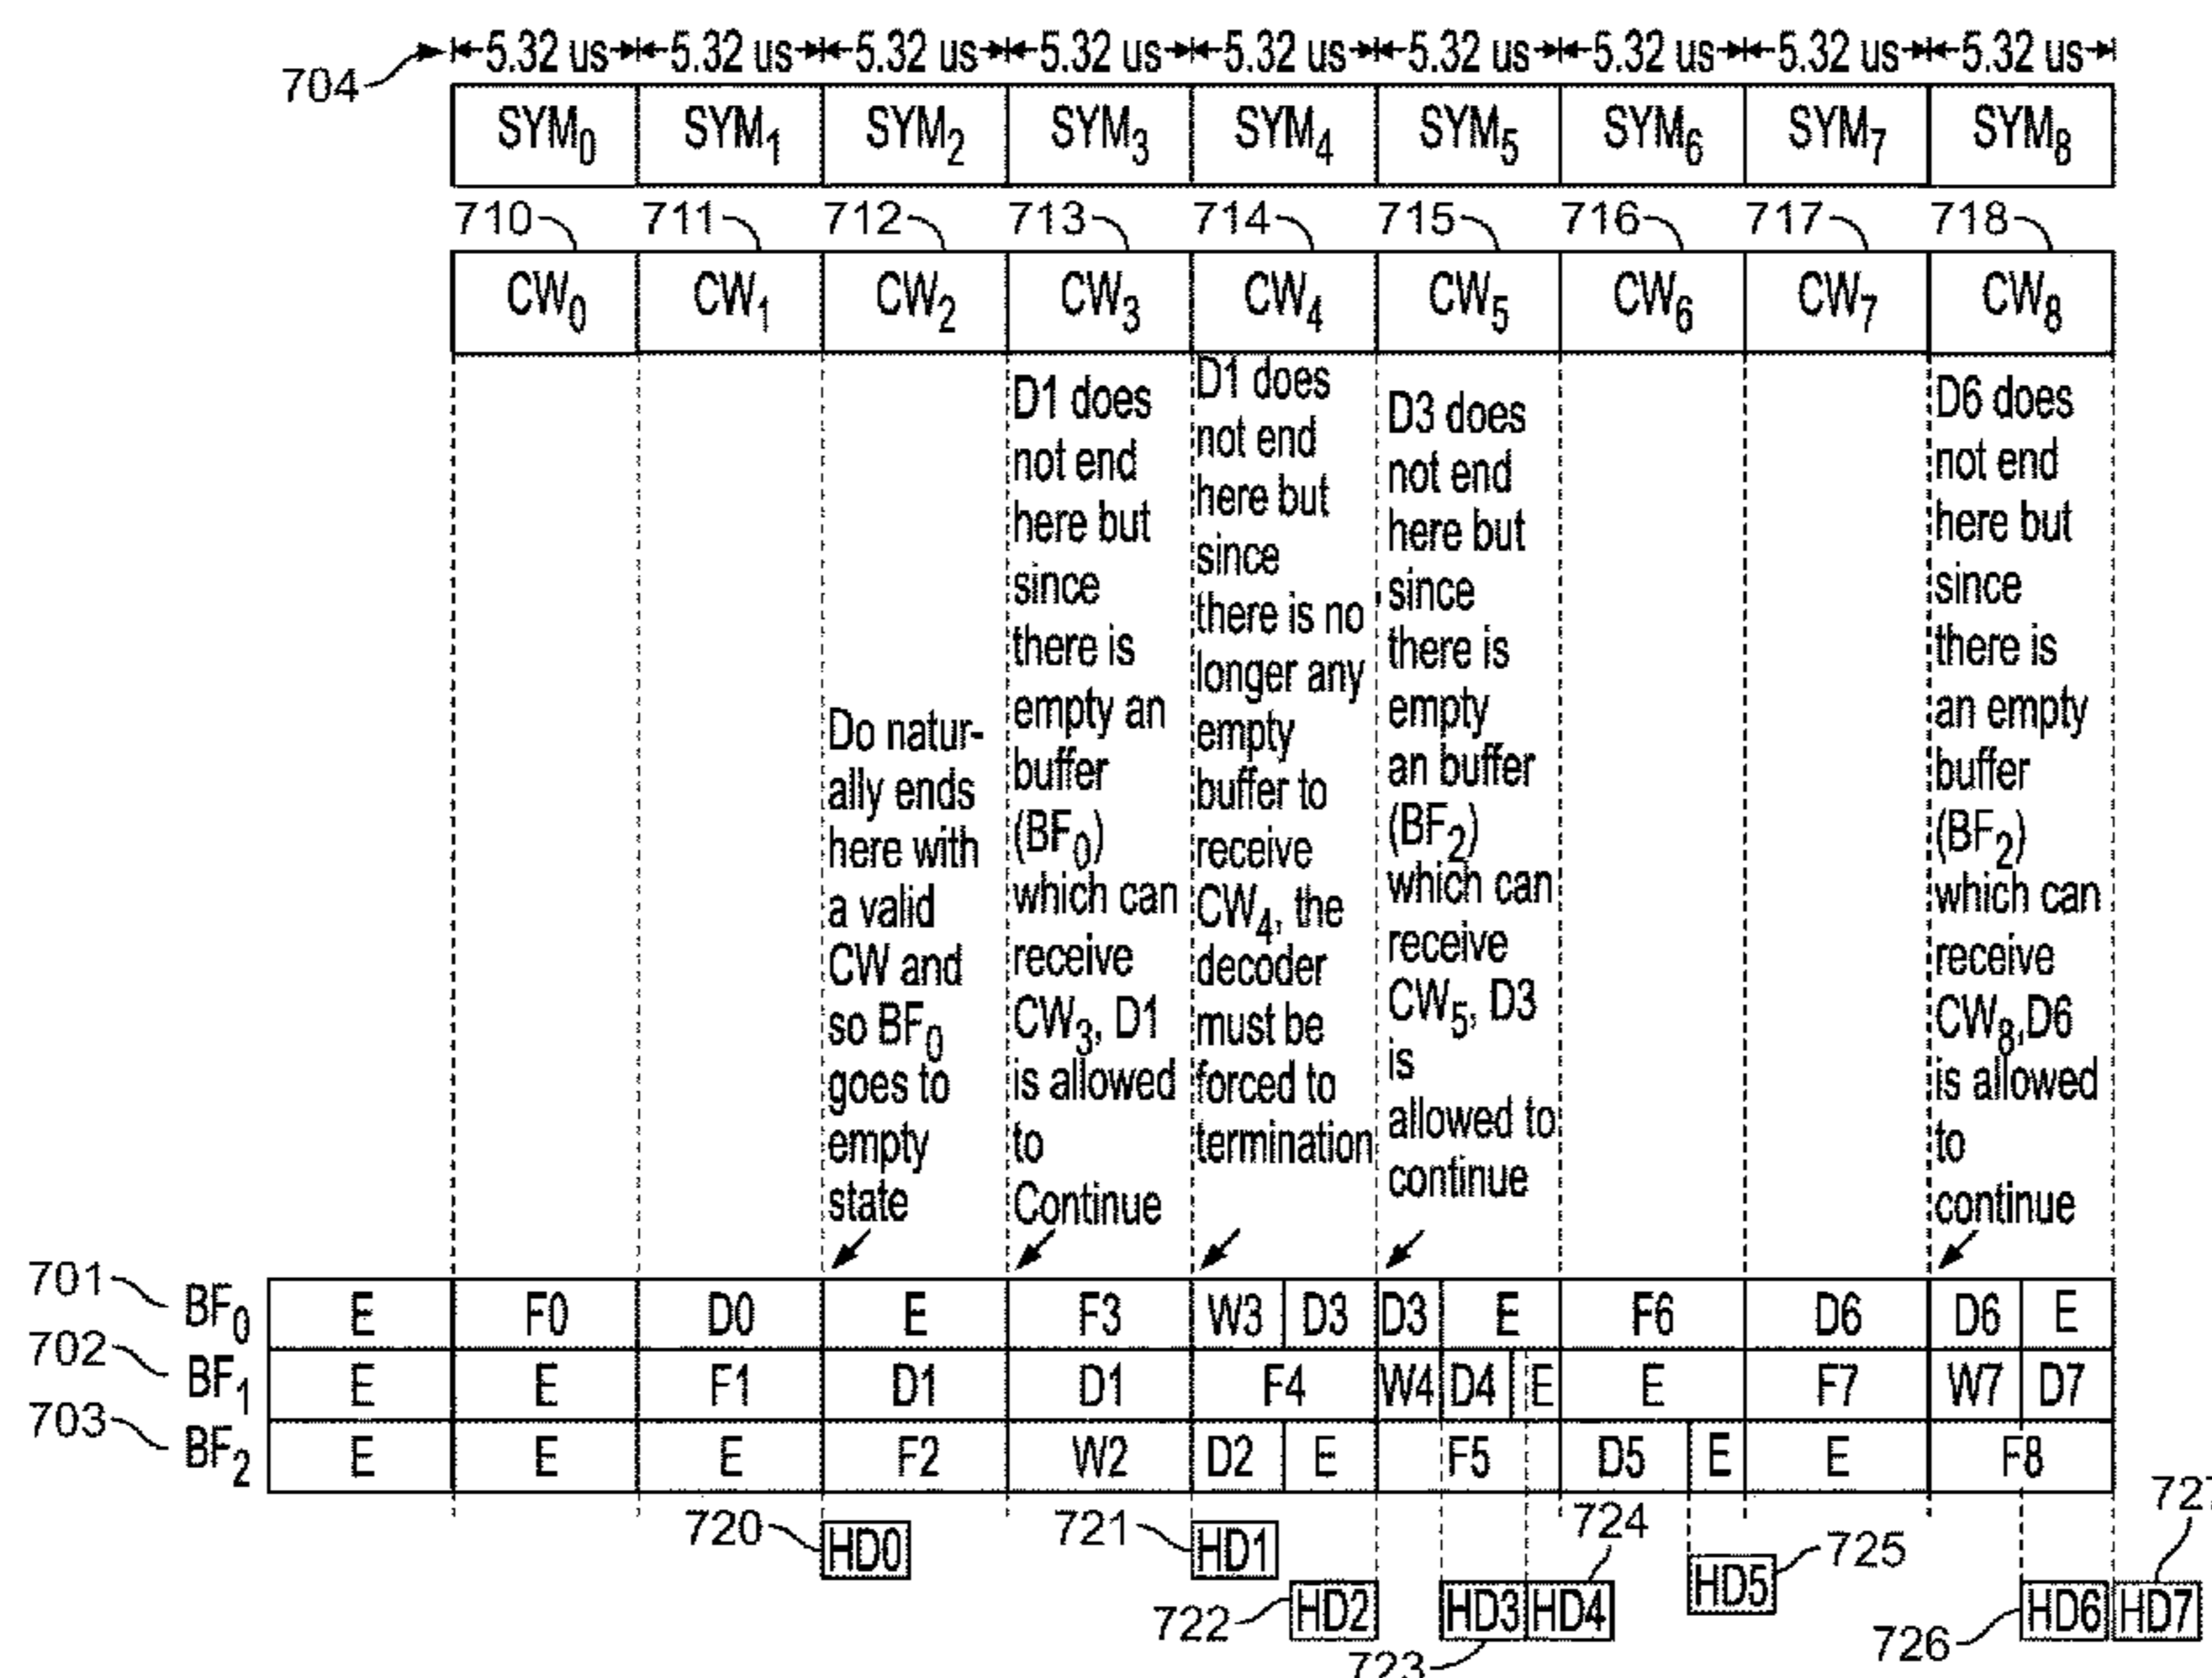 704
5.32 us 5.32 us 5.32 us 5.32 us 5.32 us 5.32 us 5.32 us 5.32 us 5.32 us
SYM0 SYM1 SYM2 SYM3 SYM4 SYM5 SYM6 SYM7 SYM8
710 711 712 713 714 715 716 717 718
CW0 CW1 CW2 CW3 CW4 CW5 CW6 CW7 CW8
Do natur-
ally ends
here with
a valid
CW and
so BF0
goes to
empty
state
D1 does
not end
here but
since
there is
empty an
buffer
(BF0)
which can
receive
CW3, D1
is allowed
to
Continue
D1 does
not end
here but
since
there is no
longer any
empty
buffer to
receive
CW4, the
decoder
must be
forced to
termination
D3 does
not end
here but
since
there is
empty
an buffer
(BF2)
which can
receive
CW5, D3
is
allowed to
continue
D6 does
not end
here but
since
there is
an empty
buffer
(BF2)
which can
receive
CW8,D6
is allowed
to
continue
701 BF0 E F0 D0 E F3 W3 D3 D3 E F6 D6 D6 E
702 BF1 E E F1 D1 D1 F4 W4 D4 E E F7 W7 D7
703 BF2 E E E F2 W2 D2 E F5 D5 E E F8
720 HD0 721 HD1 724 HD5 725 727
722 HD2 HD3 HD4 726 HD6 HD7
723